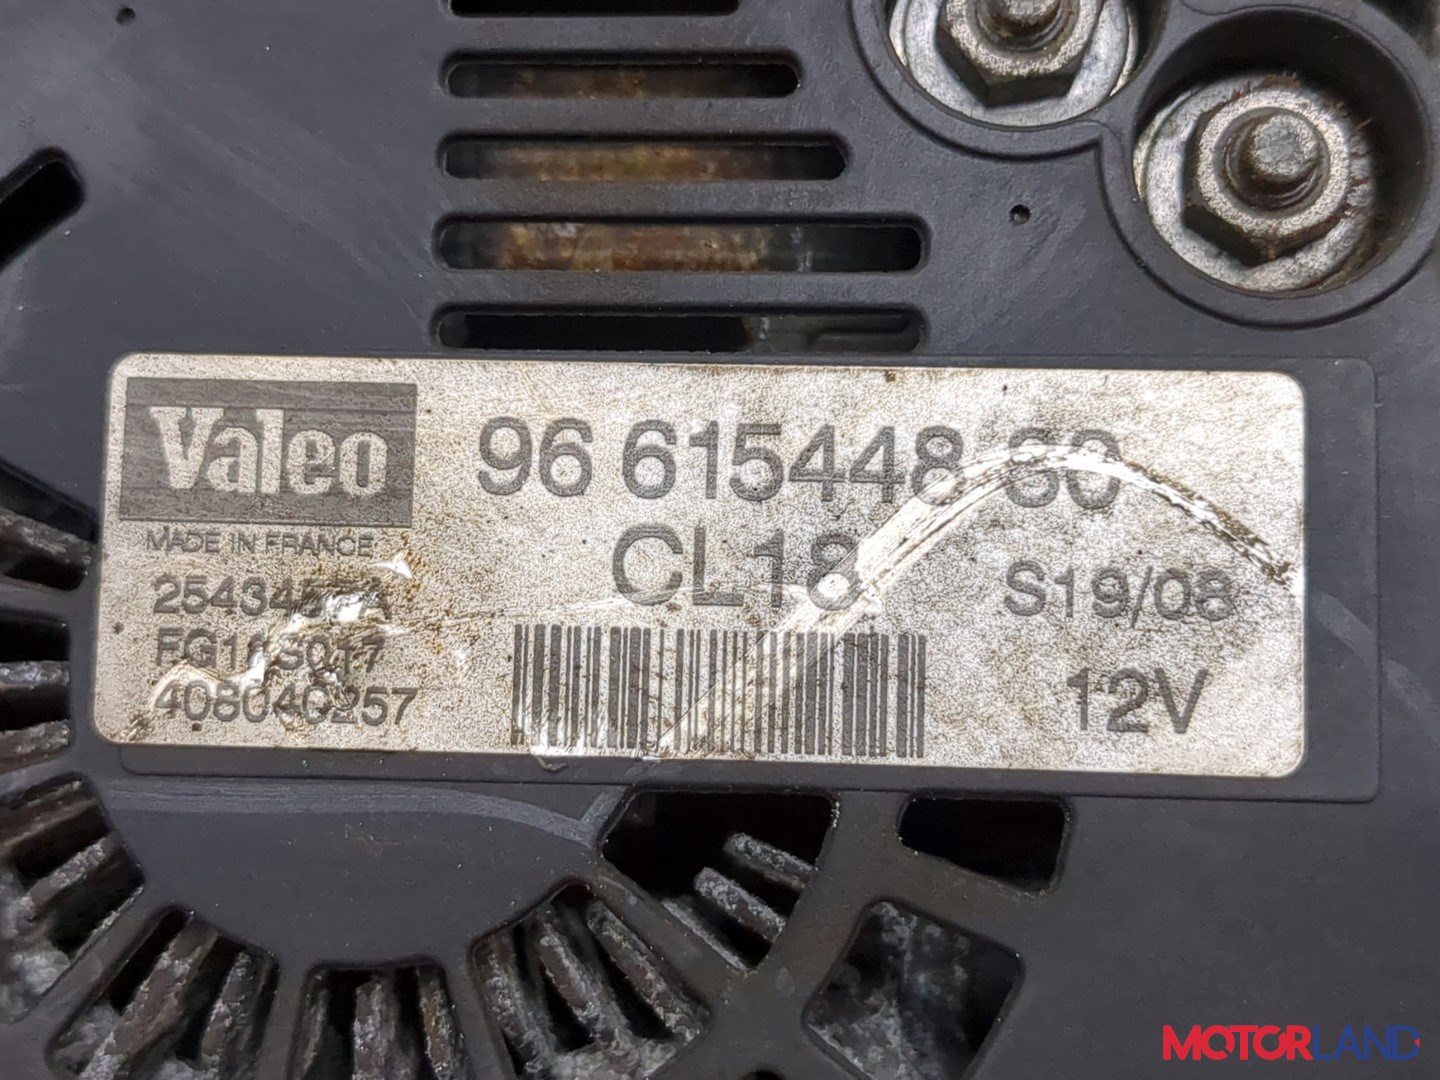 Valeo
96 615448 80
MADE IN FRANCE
CL18
S19/08
408040257
12V
MOTORLAND